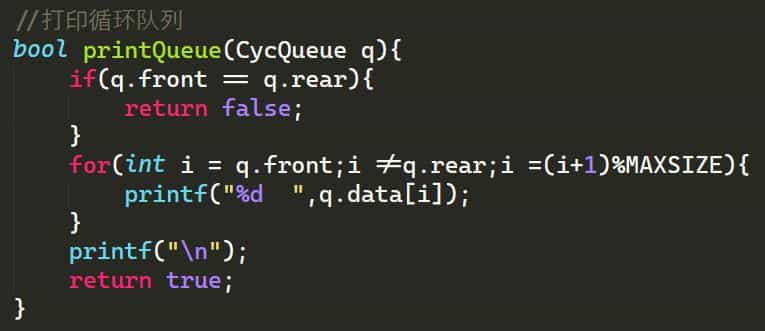 //打印循环队列
bool printQueue(CycQueue q){
    if(q.front == q.rear){
        return false;
    }
    for(int i = q.front;i !=q.rear;i =(i+1)%MAXSIZE){
        printf("%d  ",q.data[i]);
    }
    printf("\n");
    return true;
}